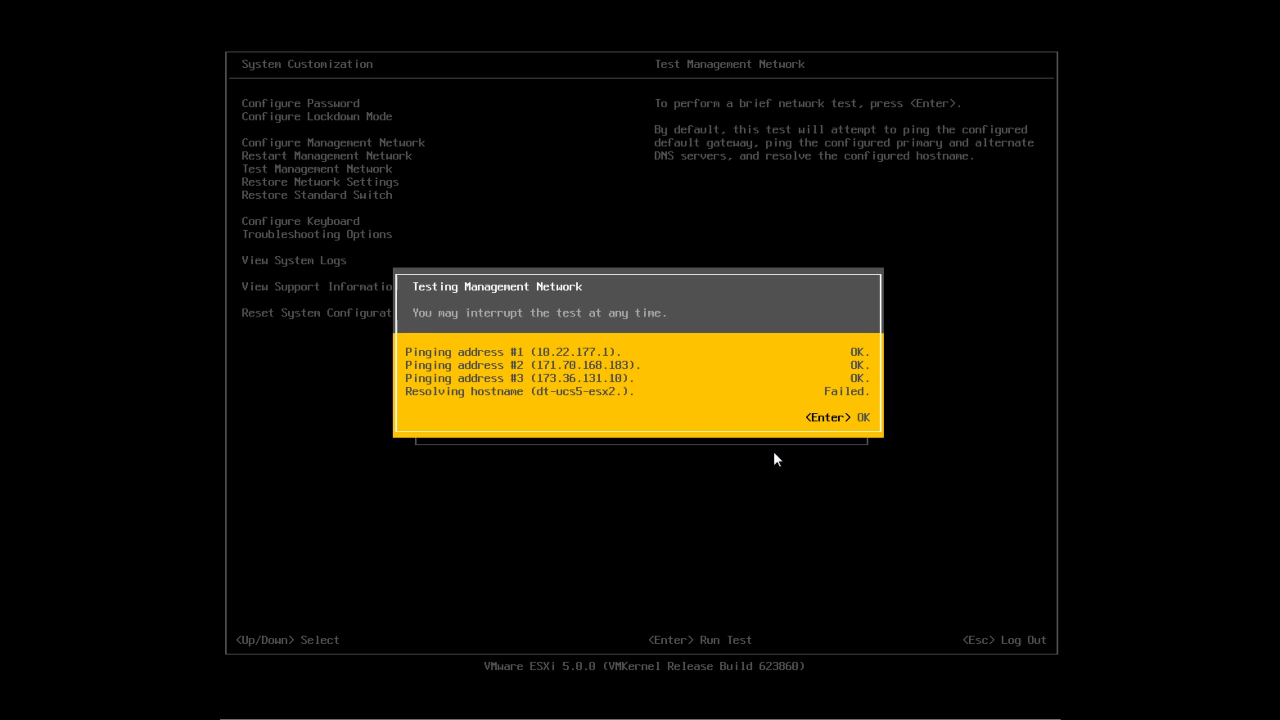 System Customization
Test Management Network
Configure Password
Configure Lockdown Mode
Configure Management Network
Restart Management Network
Test Management Network
Restore Network Settings
Restore Standard Switch
Configure Keyboard
Troubleshooting Options
View System Logs
View Support Informatio
Reset System Configurat
To perform a brief network test, press <Enter>.
By default, this test will attempt to ping the configured
default gateway, ping the configured primary and alternate
DNS servers, and resolve the configured hostname.
Testing Management Network
You may interrupt the test at any time.
Pinging address #1 (10.22.177.1). OK.
Pinging address #2 (171.70.168.183). OK.
Pinging address #3 (173.36.131.10). OK.
Resolving hostname (dt-ucs5-esx2.). Failed.
<Enter> OK
<Up/Down> Select
<Enter> Run Test
<Esc> Log Out
VMware ESXi 5.0.0 (VMKernel Release Build 623860)